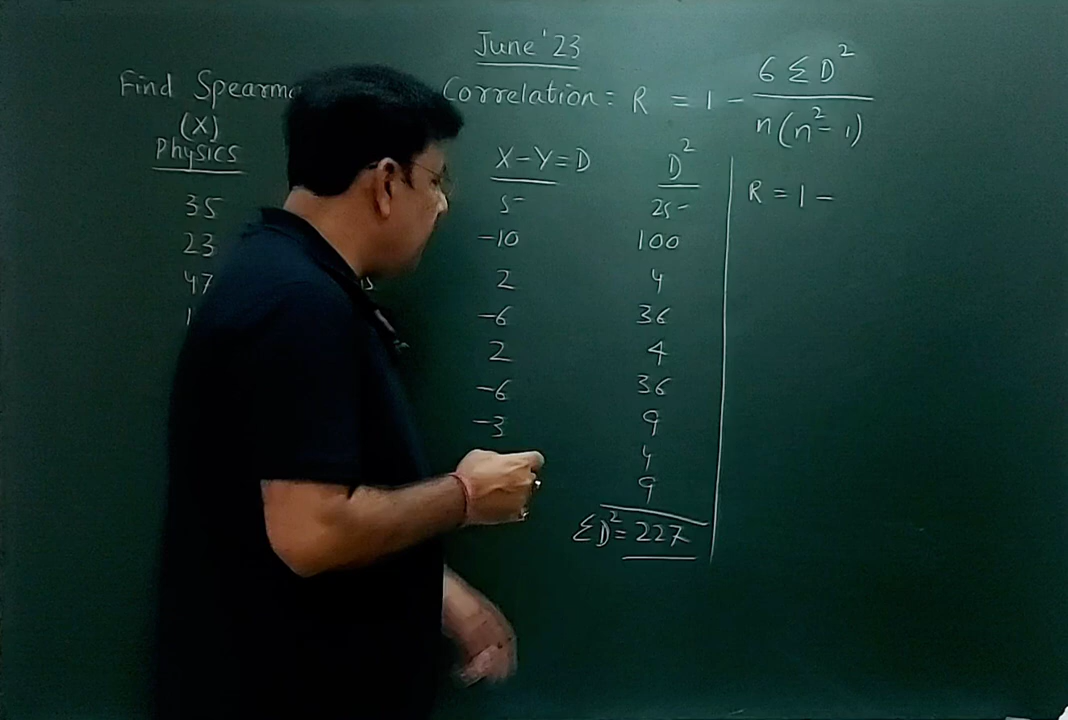 June '23
Find Correlation: R = 1 - 6 Σ D² / n(n² - 1)
(X)
Physics X - Y = D D²
35 5 25 R = 1 -
23 -10 100
47 2 4
-6 36
2 4
-6 36
-3 9
4
9
ΣD² = 227